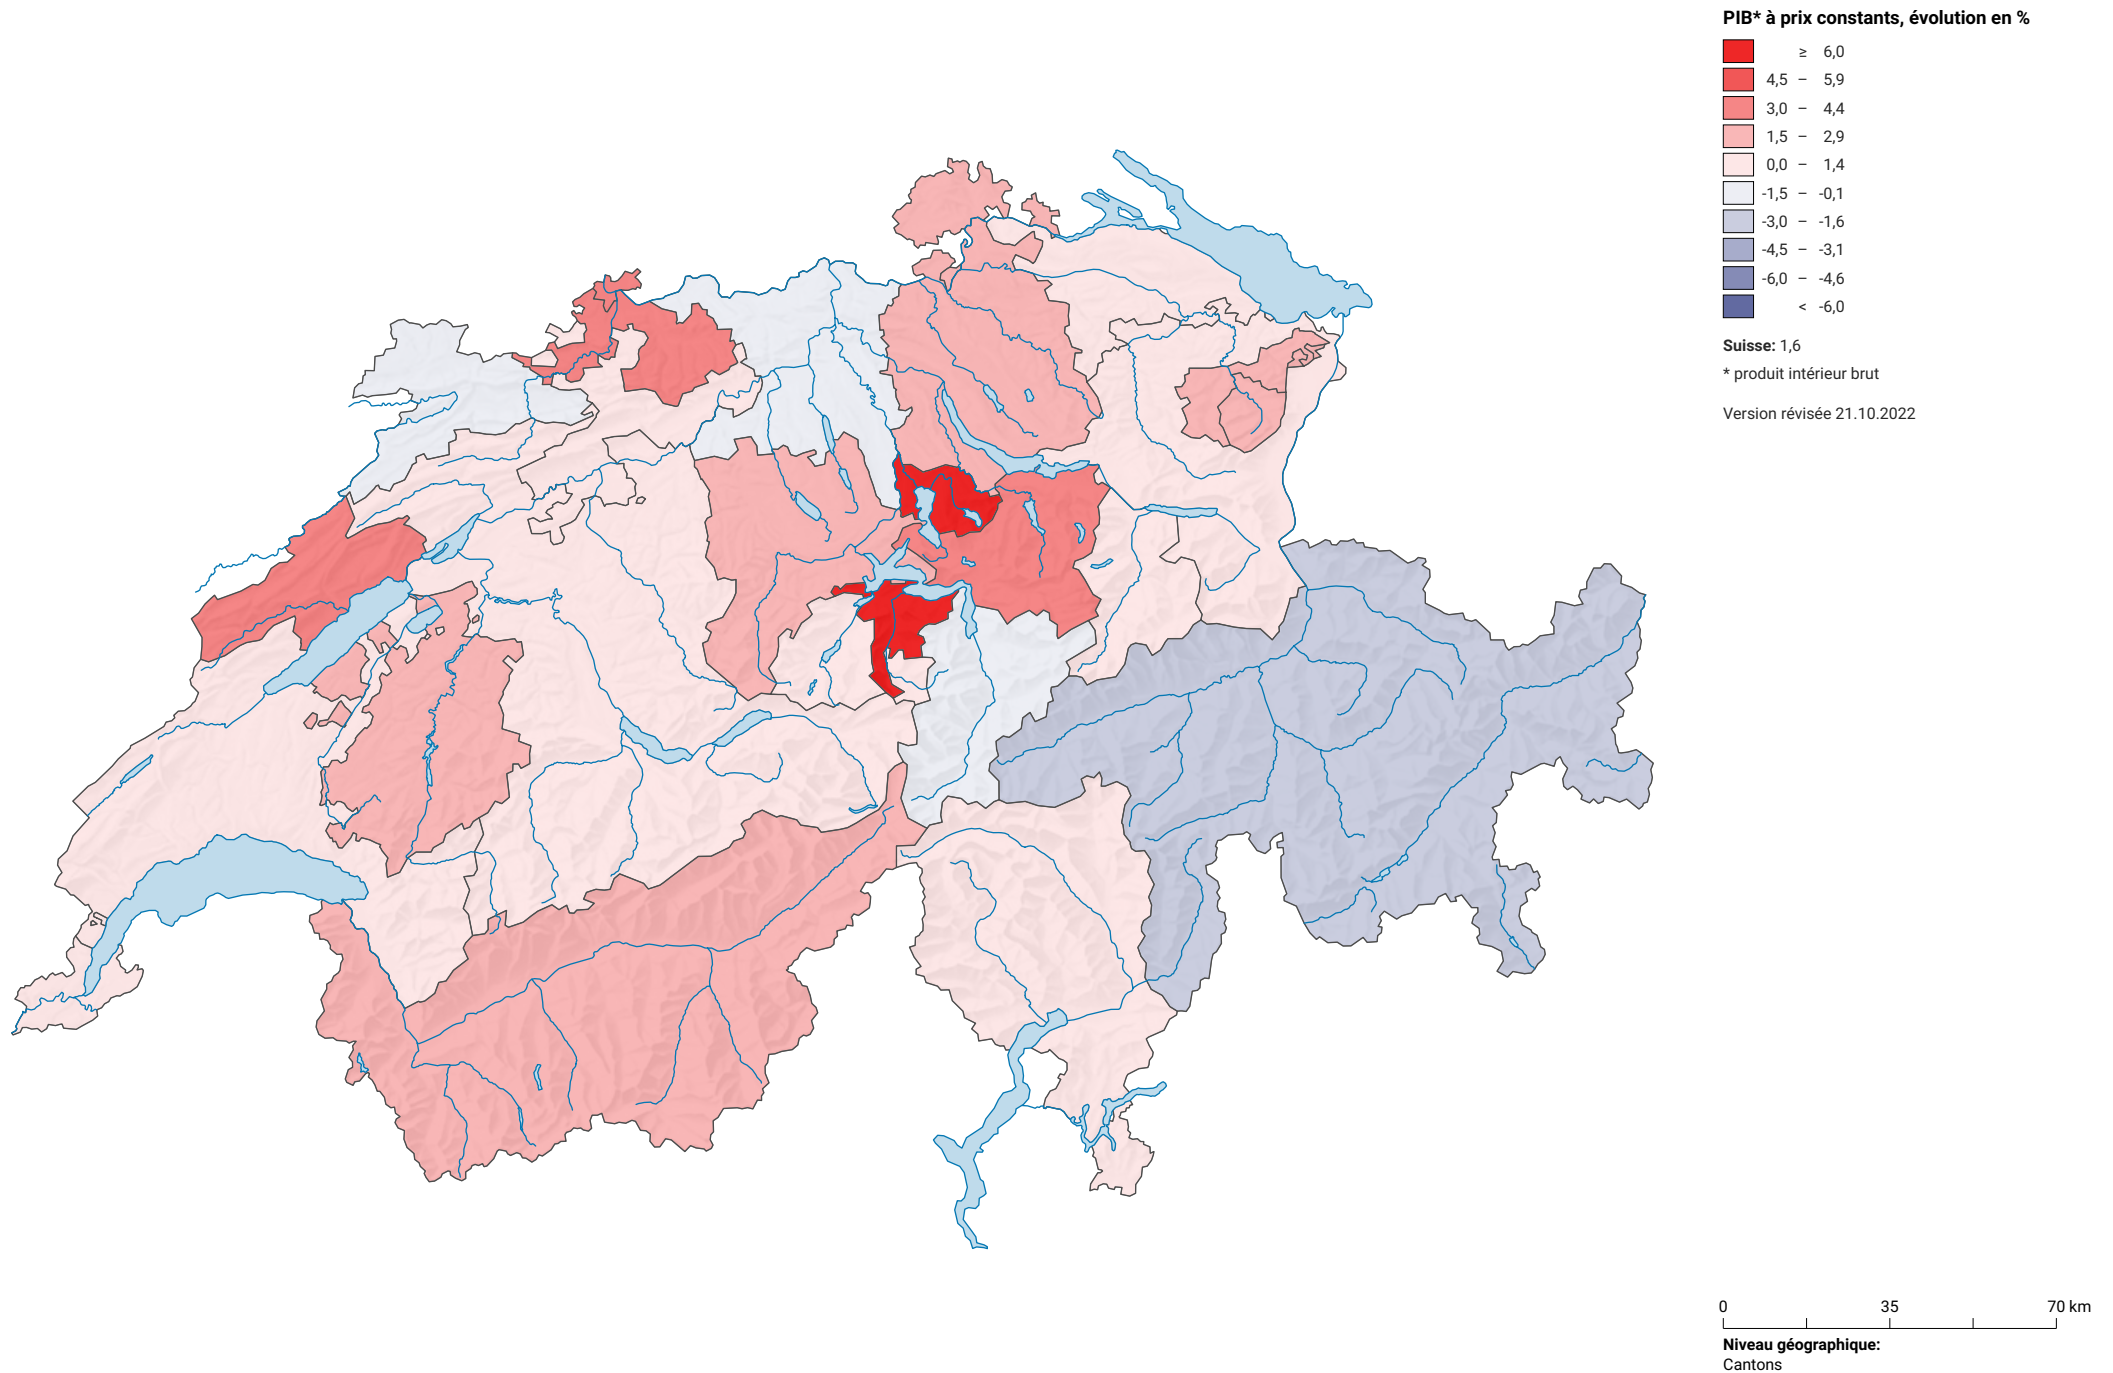 PIB* à prix constants, évolution en %
≥ 6,0
4,5 – 5,9
3,0 – 4,4
1,5 – 2,9
0,0 – 1,4
-1,5 – -0,1
-3,0 – -1,6
-4,5 – -3,1
-6,0 – -4,6
< -6,0
Suisse: 1,6
* produit intérieur brut
Version révisée 21.10.2022
0 35 70 km
Niveau géographique:
Cantons